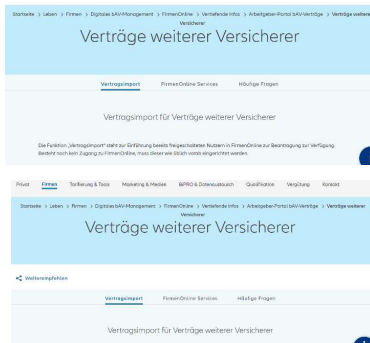 Startseite > Leben > Firmen > Digitales bAV-Management > FirmenOnline > Vertiefende Infos > Arbeitgeber-Portal bAV-Verträge > Verträge weiterer
Versicherer
Verträge weiterer Versicherer
Vertragsimport FirmenOnline Services Häufige Fragen
Vertragsimport für Verträge weiterer Versicherer
Die Funktion „Vertragsimport" steht zur Einführung bereits freigeschalteten Nutzern in FirmenOnline zur Beantragung zur Verfügung.
Besteht noch kein Zugang zu FirmenOnline, muss dieser wie üblich vorab eingerichtet werden.
Privat Firmen Tarifierung & Tools Marketing & Medien BiPRO & Datenaustausch Qualifikation Vergütung Kontakt
Startseite > Leben > Firmen > Digitales bAV-Management > FirmenOnline > Vertiefende Infos > Arbeitgeber-Portal bAV-Verträge > Verträge weiterer
Versicherer
Verträge weiterer Versicherer
Weiterempfehlen
Vertragsimport FirmenOnline Services Häufige Fragen
Vertragsimport für Verträge weiterer Versicherer